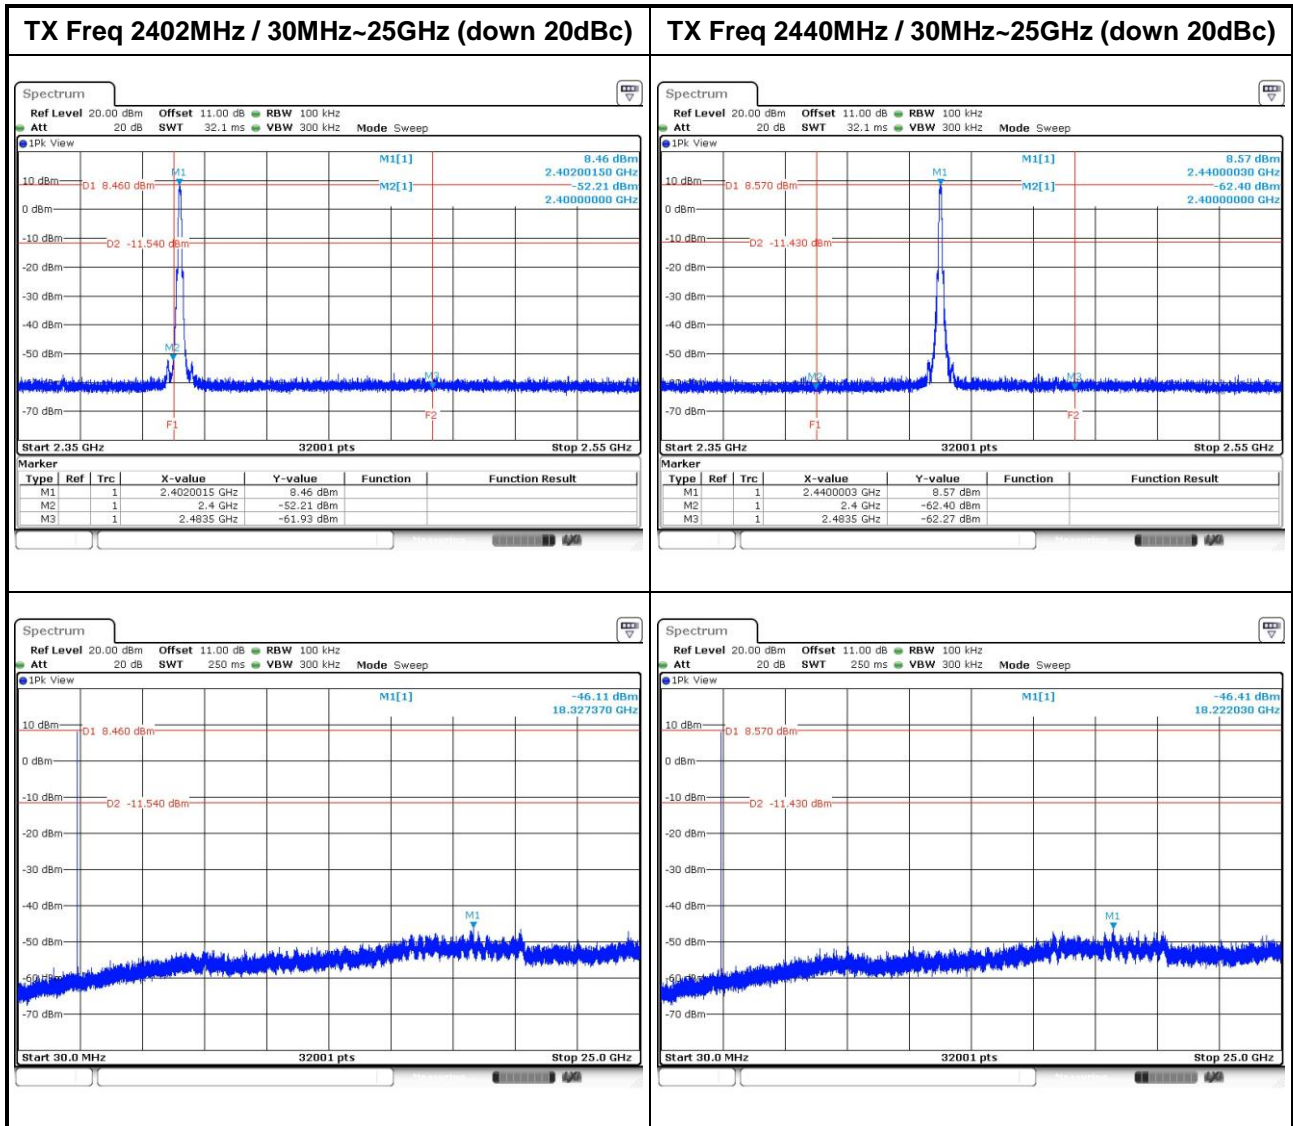 TX Freq 2402MHz / 30MHz~25GHz (down 20dBc)
TX Freq 2440MHz / 30MHz~25GHz (down 20dBc)
Spectrum
Ref Level 20.00 dBm Offset 11.00 dB RBW 100 kHz
Att 20 dB SWT 32.1 ms VBW 300 kHz Mode Sweep
1Pk View
M1[1] 8.46 dBm
2.40200150 GHz
M2[1] -52.21 dBm
2.40000000 GHz
M1
10 dBm
D1 8.460 dBm
0 dBm
-10 dBm
D2 -11.540 dBm
-20 dBm
-30 dBm
-40 dBm
M2
-50 dBm
M3
-70 dBm
F1
F2
Start 2.35 GHz 32001 pts Stop 2.55 GHz
Marker
Type Ref Trc X-value Y-value Function Function Result
M1 1 2.4020015 GHz 8.46 dBm
M2 1 2.4 GHz -52.21 dBm
M3 1 2.4835 GHz -61.93 dBm
Spectrum
Ref Level 20.00 dBm Offset 11.00 dB RBW 100 kHz
Att 20 dB SWT 32.1 ms VBW 300 kHz Mode Sweep
1Pk View
M1[1] 8.57 dBm
2.44000030 GHz
M2[1] -62.40 dBm
2.40000000 GHz
M1
10 dBm
D1 8.570 dBm
0 dBm
-10 dBm
D2 -11.430 dBm
-20 dBm
-30 dBm
-40 dBm
-50 dBm
M2
M3
-70 dBm
F1
F2
Start 2.35 GHz 32001 pts Stop 2.55 GHz
Marker
Type Ref Trc X-value Y-value Function Function Result
M1 1 2.4400003 GHz 8.57 dBm
M2 1 2.4 GHz -62.40 dBm
M3 1 2.4835 GHz -62.27 dBm
Spectrum
Ref Level 20.00 dBm Offset 11.00 dB RBW 100 kHz
Att 20 dB SWT 250 ms VBW 300 kHz Mode Sweep
1Pk View
M1[1] -46.11 dBm
18.327370 GHz
10 dBm
D1 8.460 dBm
0 dBm
-10 dBm
D2 -11.540 dBm
-20 dBm
-30 dBm
-40 dBm
M1
-50 dBm
-60 dBm
-70 dBm
Start 30.0 MHz 32001 pts Stop 25.0 GHz
Spectrum
Ref Level 20.00 dBm Offset 11.00 dB RBW 100 kHz
Att 20 dB SWT 250 ms VBW 300 kHz Mode Sweep
1Pk View
M1[1] -46.41 dBm
18.222030 GHz
10 dBm
D1 8.570 dBm
0 dBm
-10 dBm
D2 -11.430 dBm
-20 dBm
-30 dBm
-40 dBm
M1
-50 dBm
-60 dBm
-70 dBm
Start 30.0 MHz 32001 pts Stop 25.0 GHz